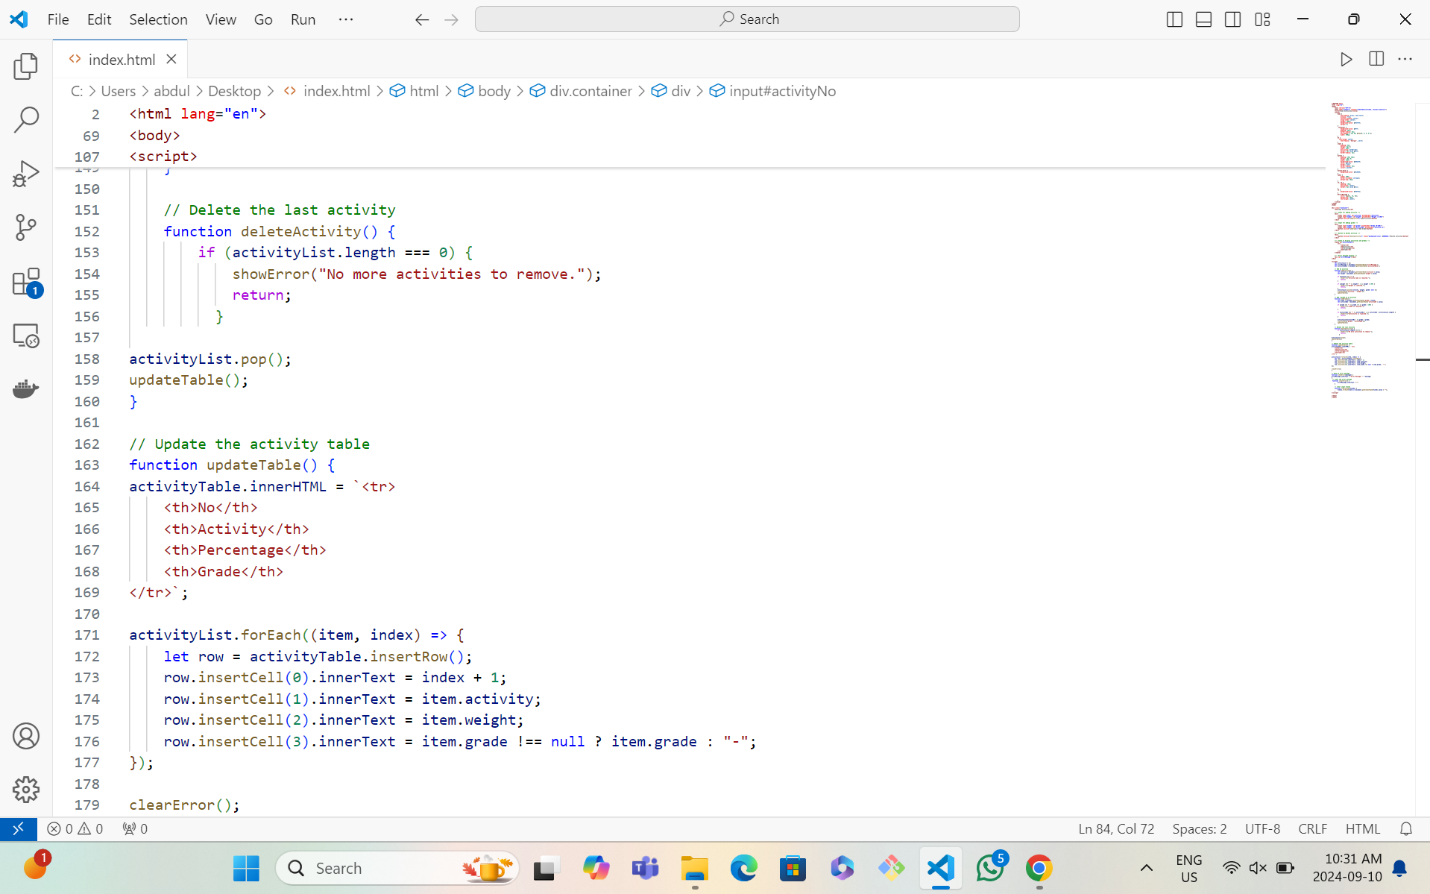 File Edit Selection View Go Run ... Search
index.html
C: > Users > abdul > Desktop > <> index.html > html > body > div.container > div > input#activityNo
2 <html lang="en">
69 <body>
107 <script>
149 }
150
151 // Delete the last activity
152 function deleteActivity() {
153 if (activityList.length === 0) {
154 showError("No more activities to remove.");
155 return;
156 }
157
158 activityList.pop();
159 updateTable();
160 }
161
162 // Update the activity table
163 function updateTable() {
164 activityTable.innerHTML = `<tr>
165 <th>No</th>
166 <th>Activity</th>
167 <th>Percentage</th>
168 <th>Grade</th>
169 </tr>`;
170
171 activityList.forEach((item, index) => {
172 let row = activityTable.insertRow();
173 row.insertCell(0).innerText = index + 1;
174 row.insertCell(1).innerText = item.activity;
175 row.insertCell(2).innerText = item.weight;
176 row.insertCell(3).innerText = item.grade !== null ? item.grade : "-";
177 });
178
179 clearError();
1
0 0 0 Ln 84, Col 72 Spaces: 2 UTF-8 CRLF HTML
1 Search 5 ENG 10:31 AM
US 2024-09-10